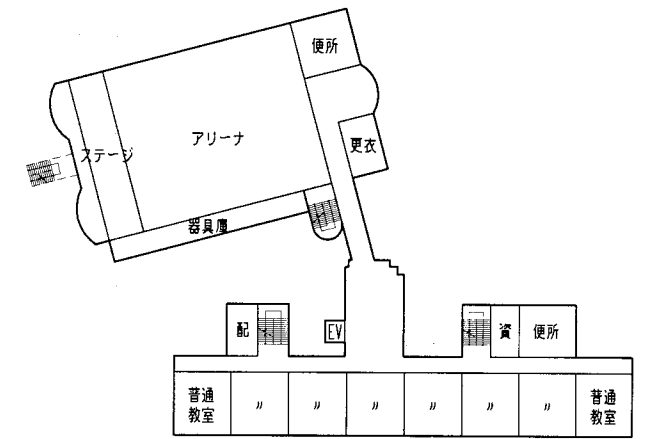 便所
アリーナ
更衣
ステージ
器具庫
配
EV
資
便所
普通
教室
〃
〃
〃
〃
〃
〃
普通
教室